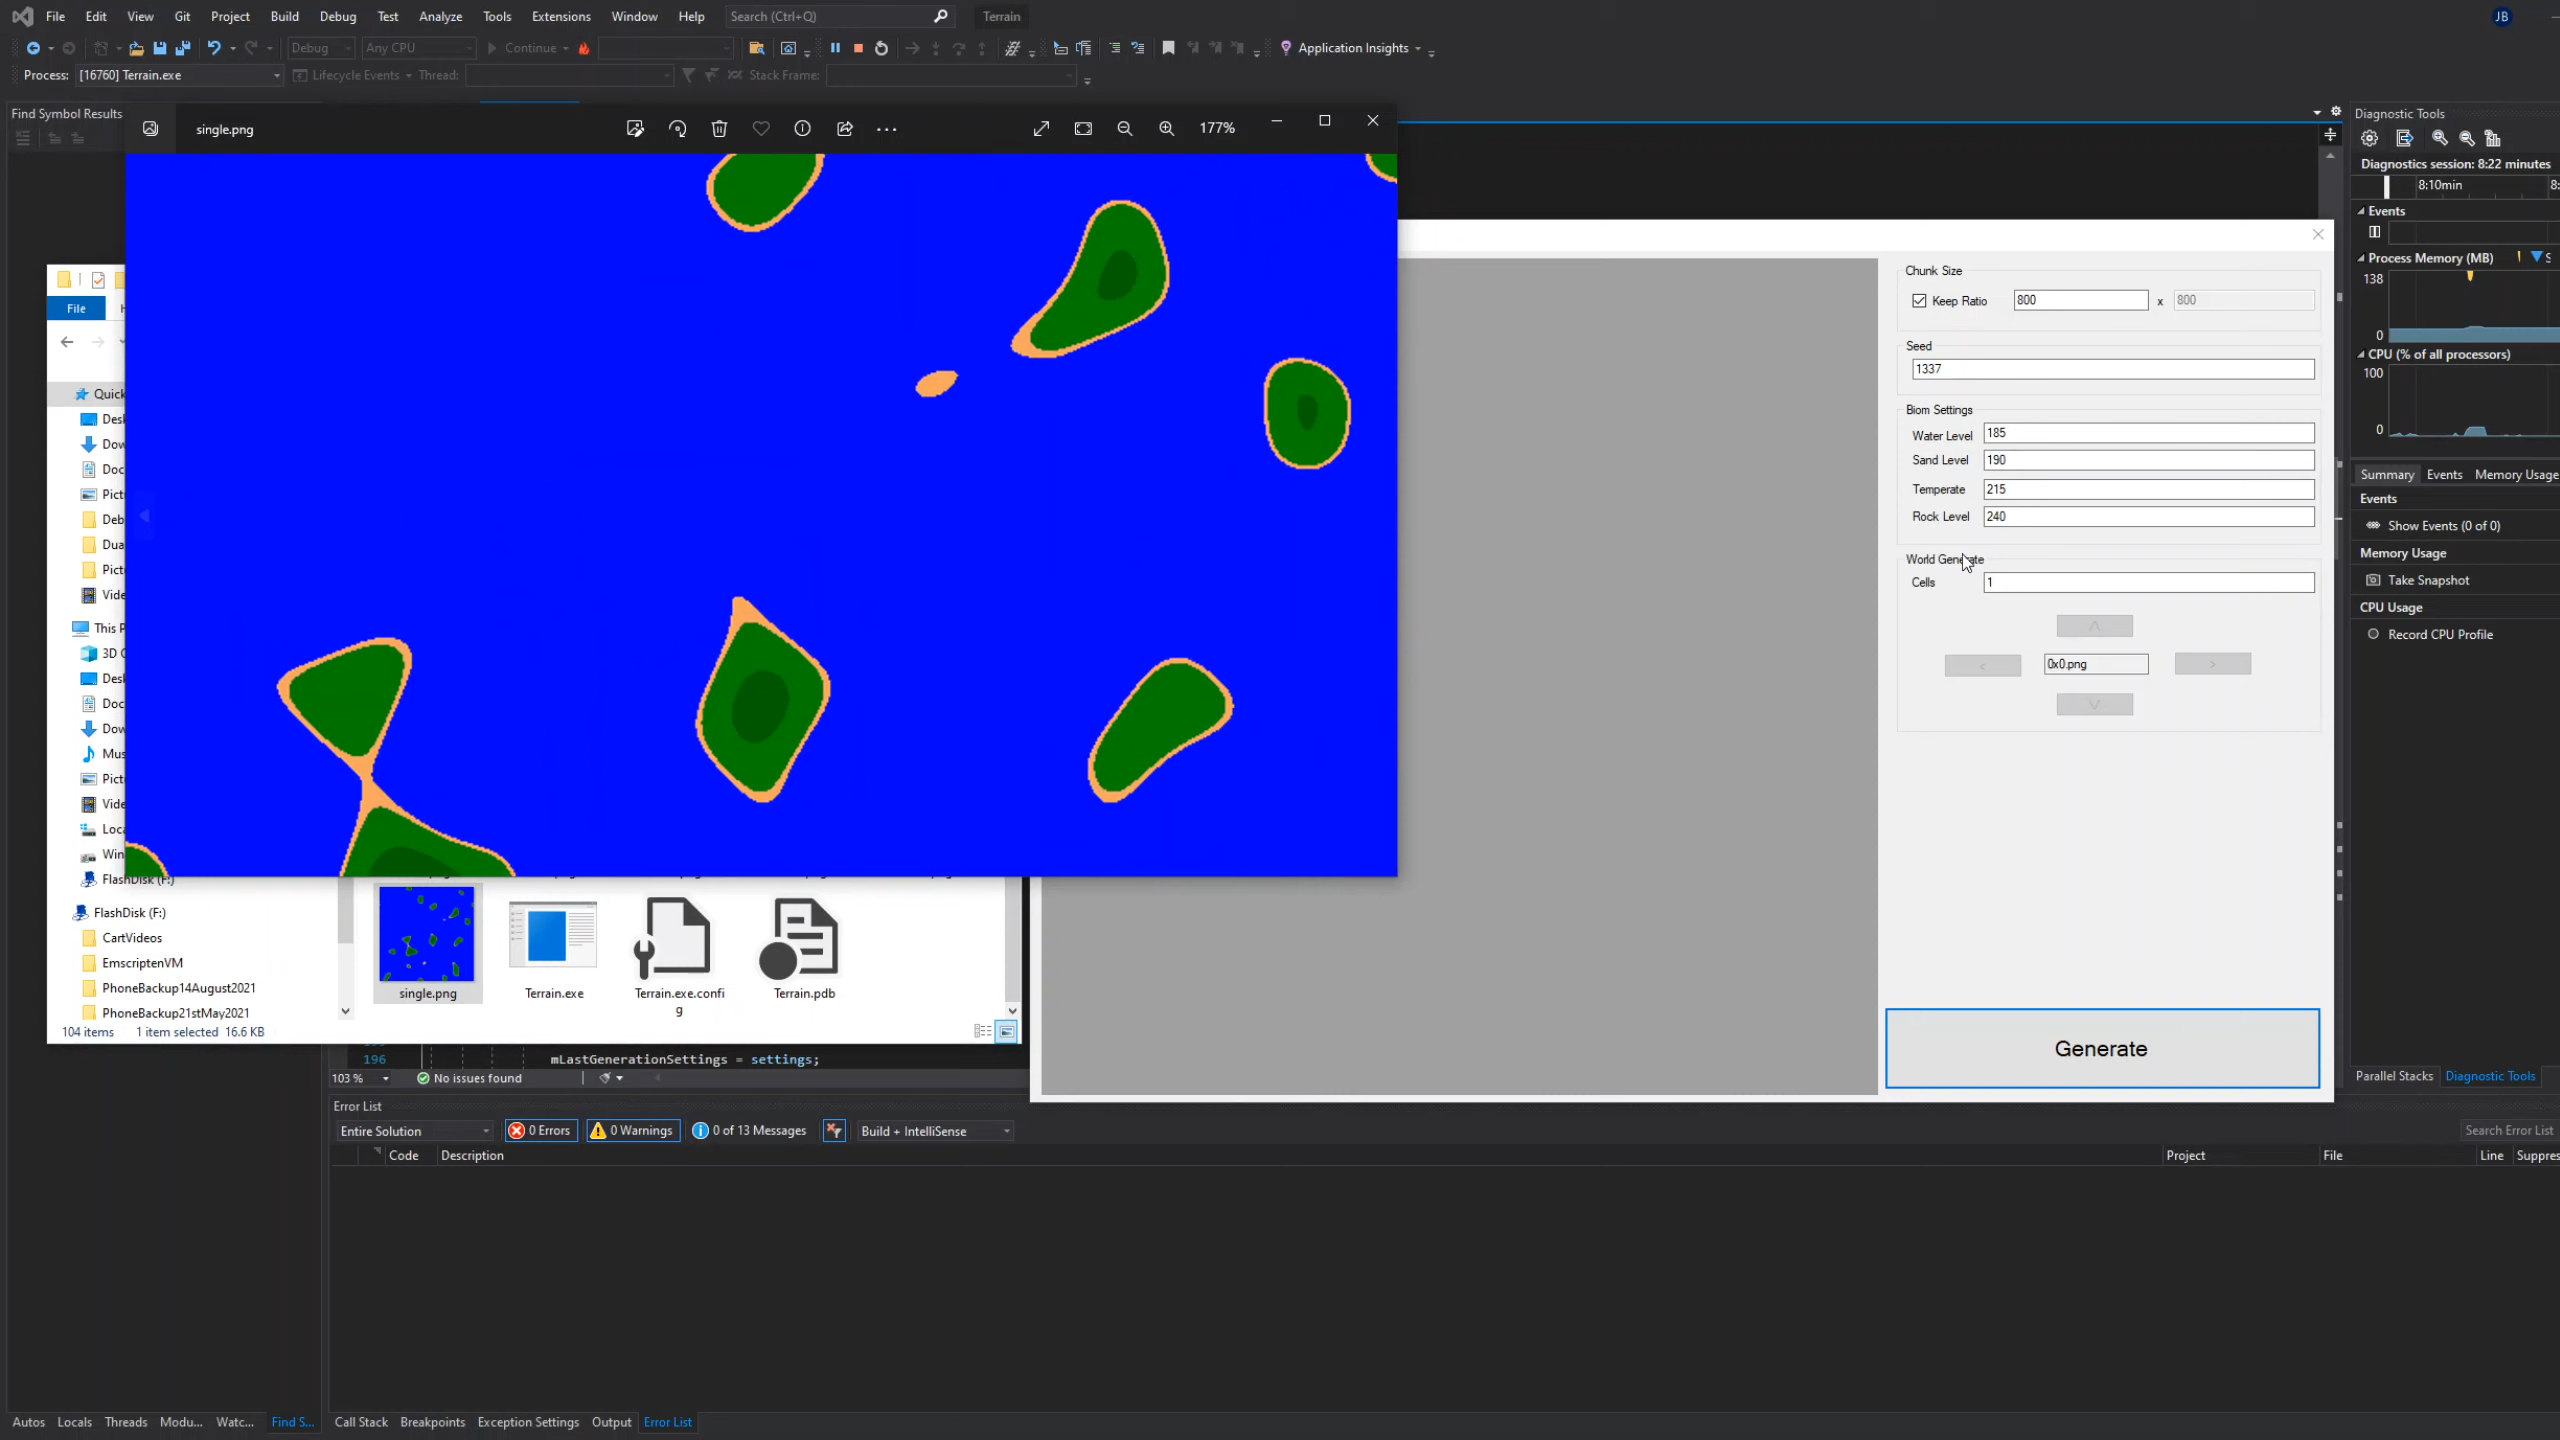 File Edit View Git Project Build Debug Test Analyze Tools Extensions Window Help Search (Ctrl+Q) Terrain JB
Debug Any CPU Continue Application Insights
Process: [16760] Terrain.exe Lifecycle Events Thread: Stack Frame:
Find Symbol Results
single.png 177%
Diagnostic Tools
Diagnostics session: 8:22 minutes
8:10min
Events
Process Memory (MB)
138
0
CPU (% of all processors)
100
0
Summary Events Memory Usage
Events
Show Events (0 of 0)
Memory Usage
Take Snapshot
CPU Usage
Record CPU Profile
Chunk Size
Keep Ratio 800 x 800
Seed
1337
Biom Settings
Water Level 185
Sand Level 190
Temperate 215
Rock Level 240
World Generate
Cells 1
^
< 0x0.png >
V
Generate
File
Quick
This P
FlashDisk (F:)
FlashDisk (F:)
CartVideos
EmscriptenVM
PhoneBackup14August2021
PhoneBackup21stMay2021
single.png Terrain.exe Terrain.exe.confi
g
Terrain.pdb
104 items 1 item selected 16.6 KB
196 mLastGenerationSettings = settings;
103 % No issues found
Parallel Stacks Diagnostic Tools
Error List
Entire Solution 0 Errors 0 Warnings 0 of 13 Messages Build + IntelliSense Search Error List
Code Description Project File Line Suppres
Autos Locals Threads Modu... Watc... Find S... Call Stack Breakpoints Exception Settings Output Error List